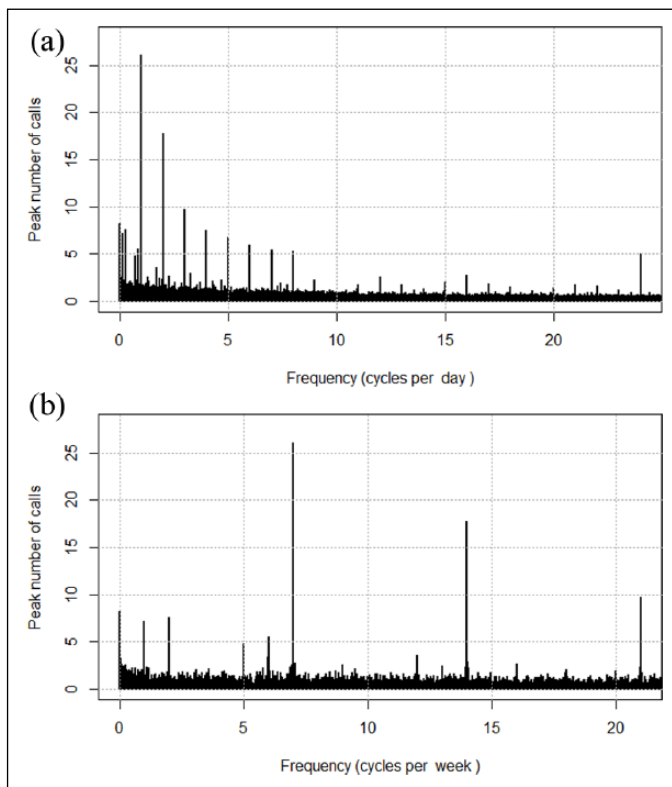 (a)
Peak number of calls
0 5 10 15 20 25
0 5 10 15 20
Frequency (cycles per day )
(b)
Peak number of calls
0 5 10 15 20 25
0 5 10 15 20
Frequency (cycles per week )